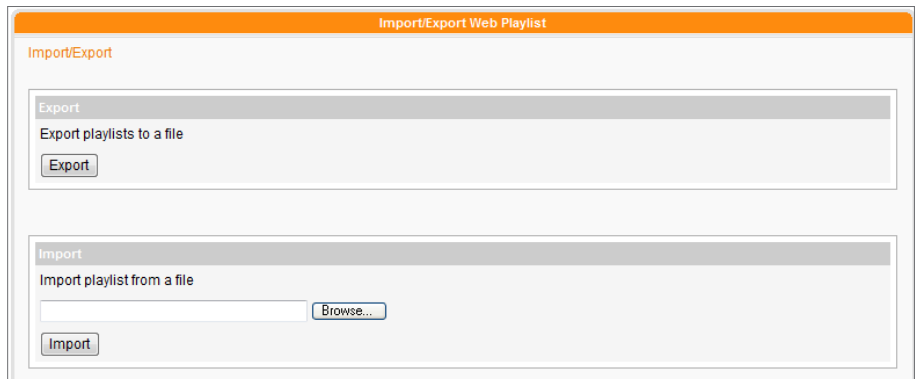 Import/Export Web Playlist
Import/Export
Export
Export playlists to a file
Export
Import
Import playlist from a file
Browse...
Import